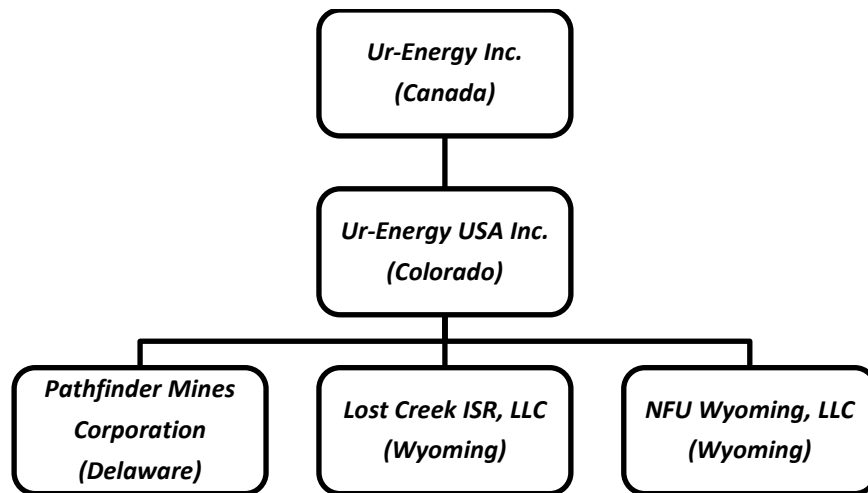 Ur-Energy Inc.
(Canada)
Ur-Energy USA Inc.
(Colorado)
Pathfinder Mines
Corporation
(Delaware)
Lost Creek ISR, LLC
(Wyoming)
NFU Wyoming, LLC
(Wyoming)